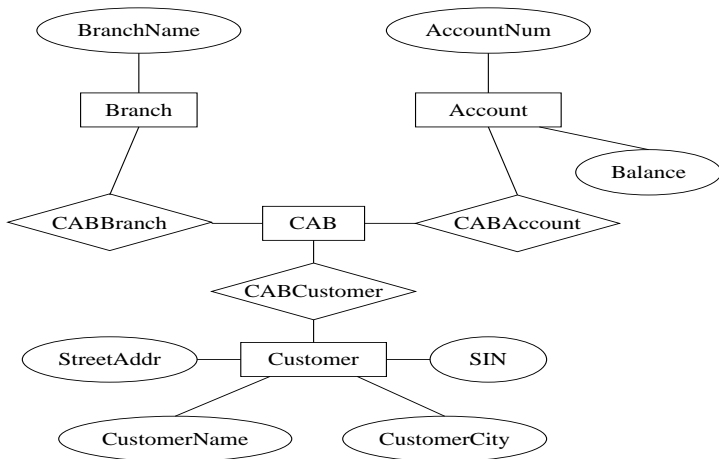 BranchName
AccountNum
Branch
Account
Balance
CABBranch
CAB
CABAccount
CABCustomer
StreetAddr
Customer
SIN
CustomerName
CustomerCity